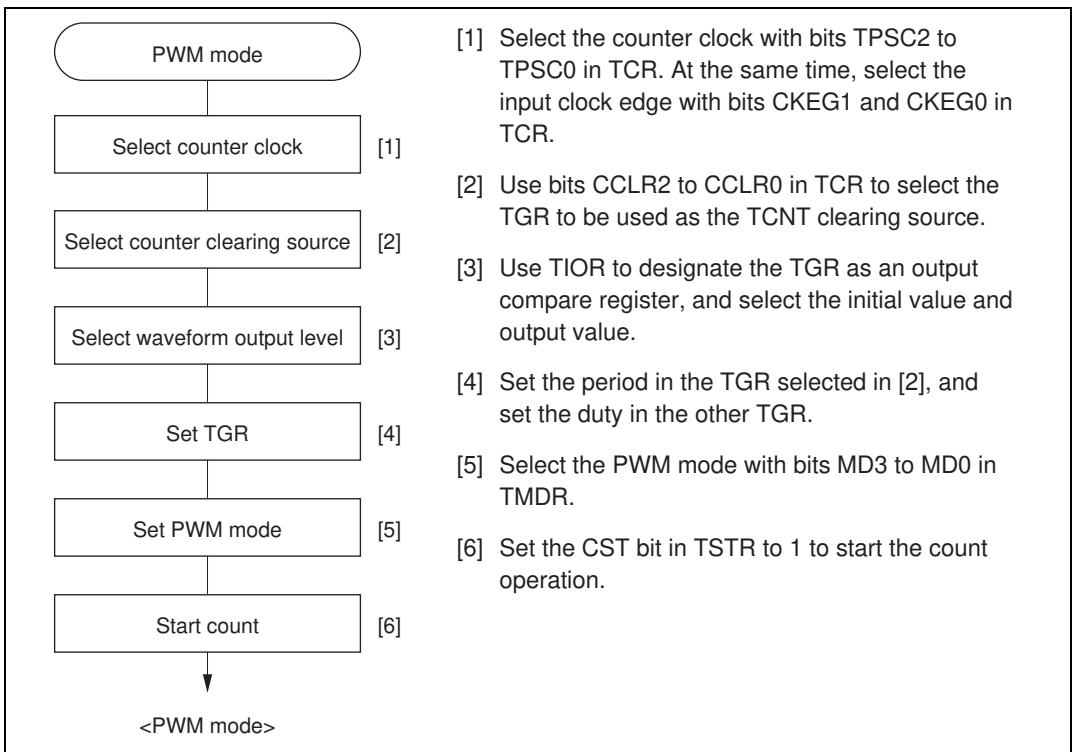 PWM mode
Select counter clock [1]
Select counter clearing source [2]
Select waveform output level [3]
Set TGR [4]
Set PWM mode [5]
Start count [6]
<PWM mode>
[1] Select the counter clock with bits TPSC2 to
TPSC0 in TCR. At the same time, select the
input clock edge with bits CKEG1 and CKEG0 in
TCR.
[2] Use bits CCLR2 to CCLR0 in TCR to select the
TGR to be used as the TCNT clearing source.
[3] Use TIOR to designate the TGR as an output
compare register, and select the initial value and
output value.
[4] Set the period in the TGR selected in [2], and
set the duty in the other TGR.
[5] Select the PWM mode with bits MD3 to MD0 in
TMDR.
[6] Set the CST bit in TSTR to 1 to start the count
operation.